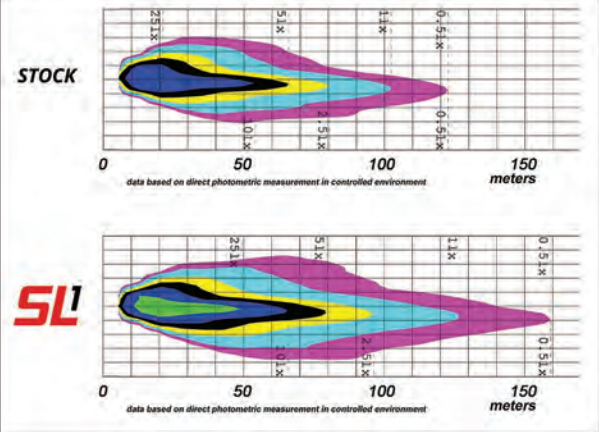 25lx
5lx
1lx
0.5lx
STOCK
10lx
2.5lx
0.5lx
0 50 100 150
data based on direct photometric measurement in controlled environment meters
25lx
5lx
1lx
0.5lx
SL1
10lx
2.5lx
0.5lx
0 50 100 150
data based on direct photometric measurement in controlled environment meters